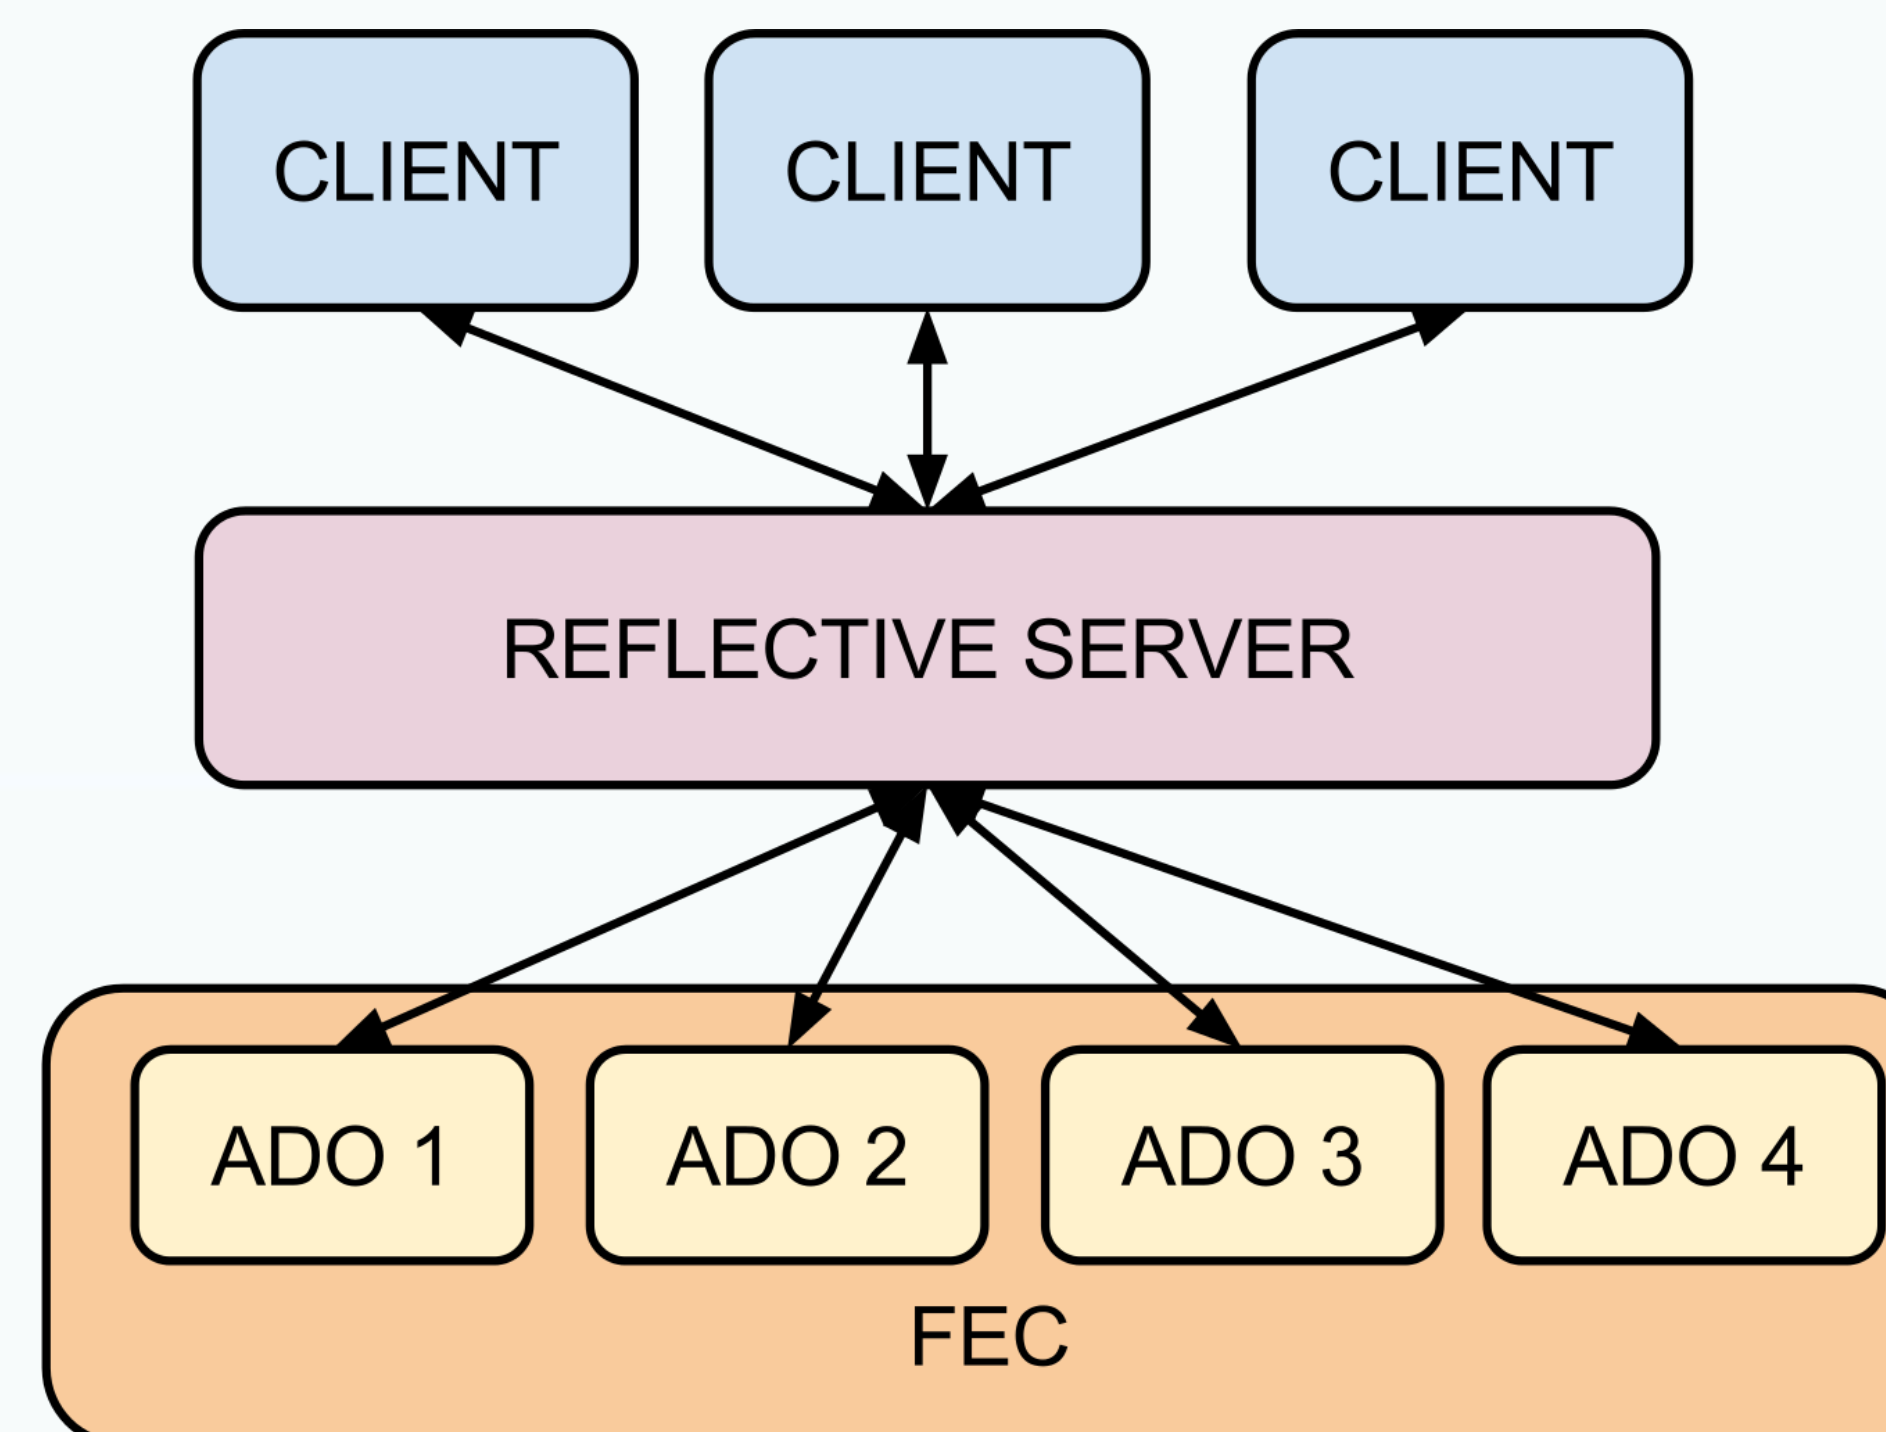 CLIENT
CLIENT
CLIENT
REFLECTIVE SERVER
ADO 1
ADO 2
ADO 3
ADO 4
FEC